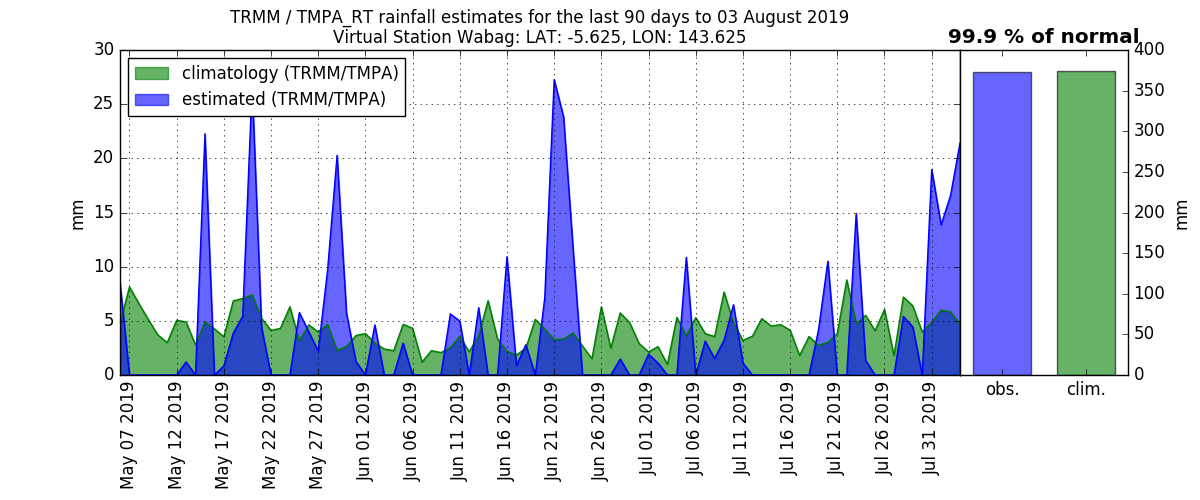 TRMM / TMPA_RT rainfall estimates for the last 90 days to 03 August 2019
Virtual Station Wabag: LAT: -5.625, LON: 143.625
99.9 % of normal
climatology (TRMM/TMPA)
estimated (TRMM/TMPA)
30
25
20
15
10
5
0
mm
May 07 2019
May 12 2019
May 17 2019
May 22 2019
May 27 2019
Jun 01 2019
Jun 06 2019
Jun 11 2019
Jun 16 2019
Jun 21 2019
Jun 26 2019
Jul 01 2019
Jul 06 2019
Jul 11 2019
Jul 16 2019
Jul 21 2019
Jul 26 2019
Jul 31 2019
400
350
300
250
200
150
100
50
0
mm
obs.
clim.